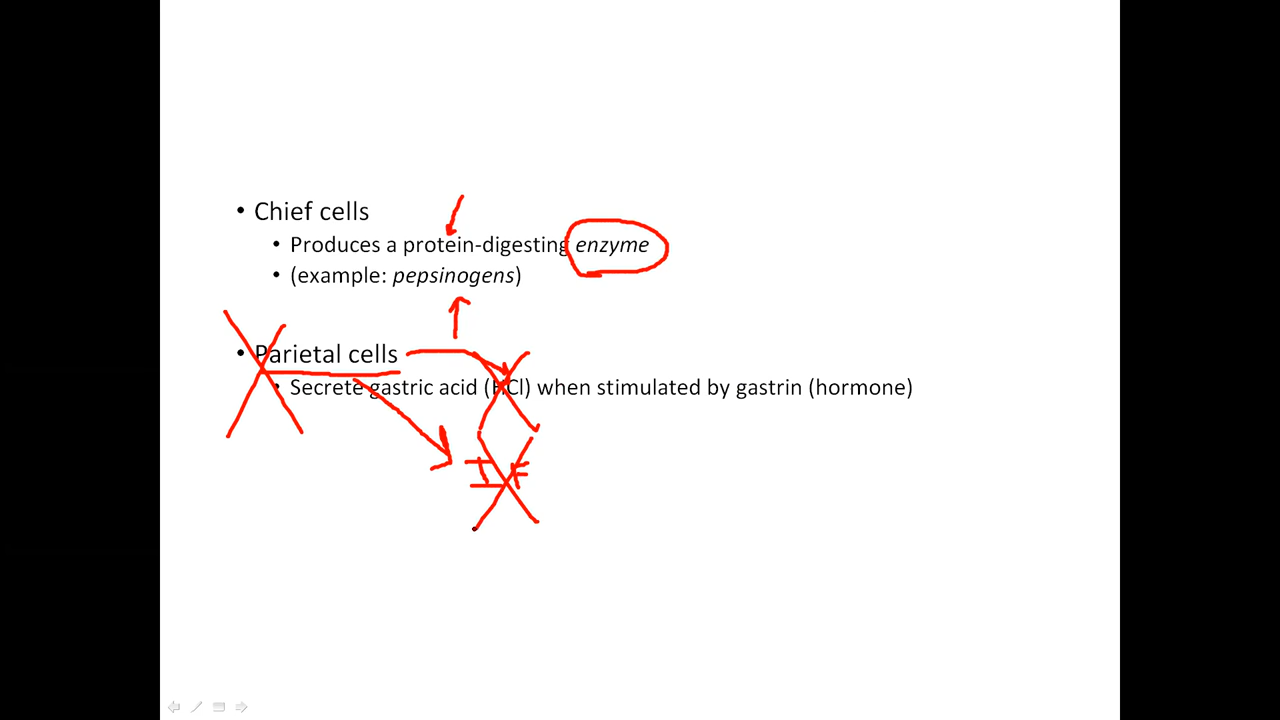 • Chief cells
• Produces a protein-digesting enzyme
• (example: pepsinogens)
• Parietal cells
• Secrete gastric acid (HCl) when stimulated by gastrin (hormone)
IF